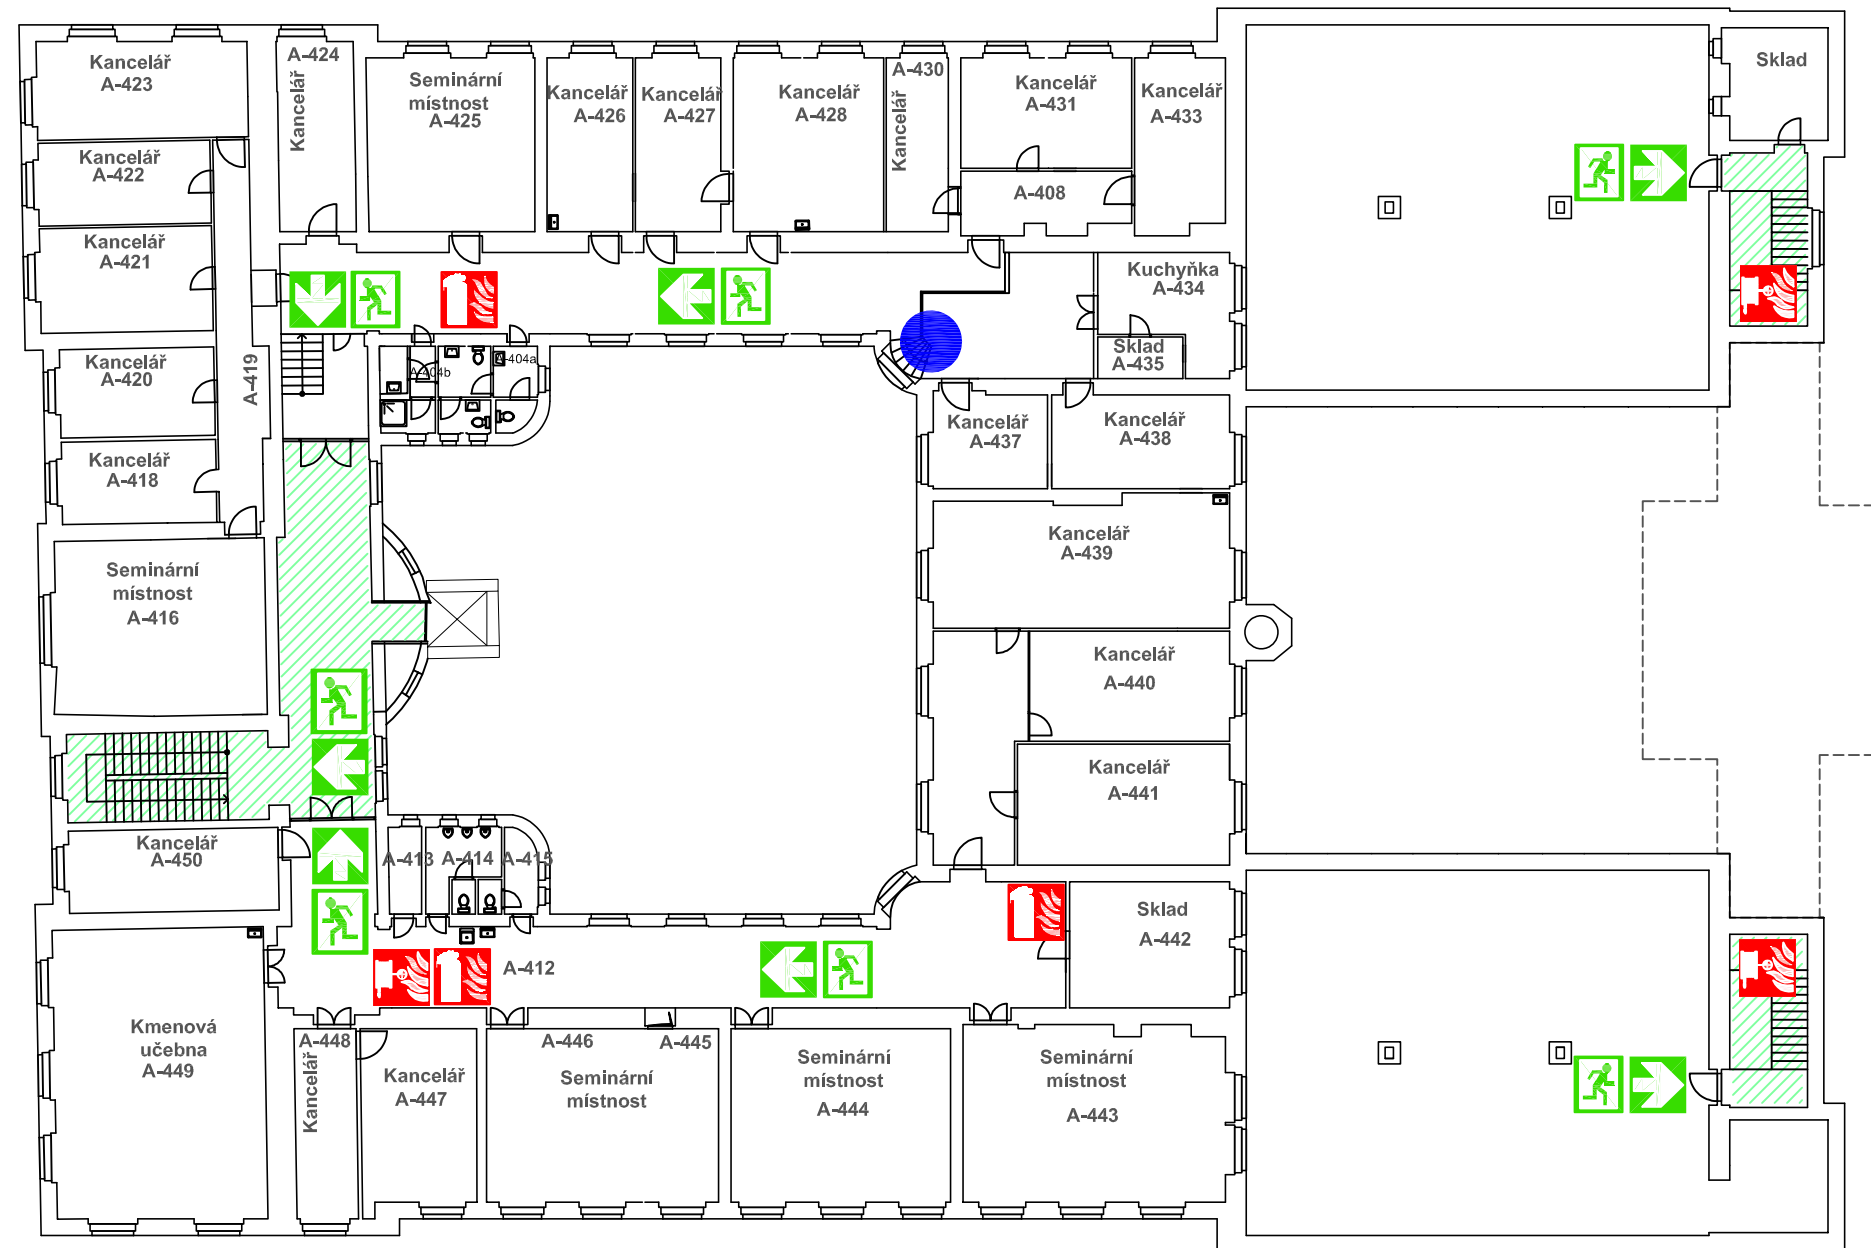 Kancelář
A-423
A-424
Kancelář
Seminární
místnost
A-425
Kancelář
A-426
Kancelář
A-427
Kancelář
A-428
A-430
Kancelář
Kancelář
A-431
Kancelář
A-433
Sklad
Kancelář
A-422
A-408
Kancelář
A-421
Kuchyňka
A-434
Kancelář
A-420
A-419
A-404b
A-404a
Sklad
A-435
Kancelář
A-437
Kancelář
A-438
Kancelář
A-418
Kancelář
A-439
Seminární
místnost
A-416
Kancelář
A-440
Kancelář
A-441
Kancelář
A-450
A-413
A-414
A-415
Sklad
A-442
A-412
Kmenová
učebna
A-449
A-448
Kancelář
Kancelář
A-447
A-446
A-445
Seminární
místnost
Seminární
místnost
A-444
Seminární
místnost
A-443